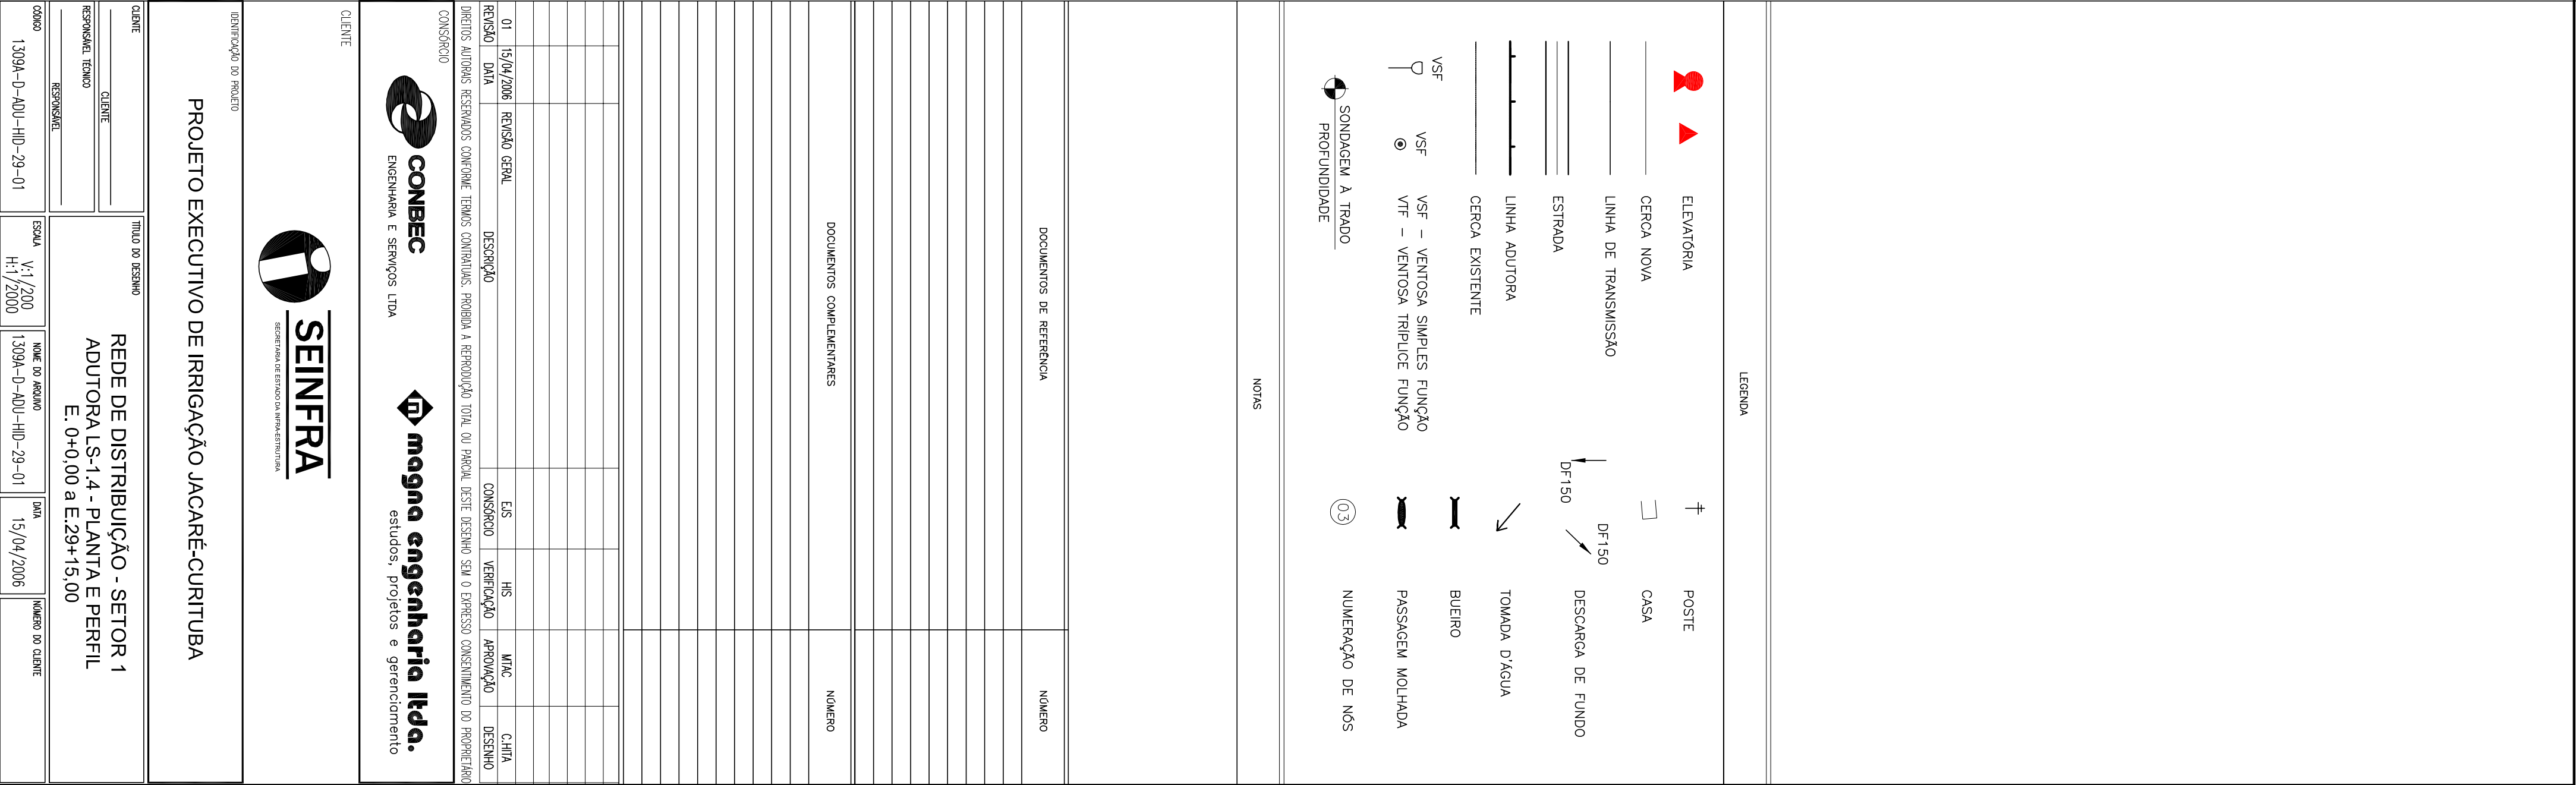 LEGENDA
ELEVATÓRIA
POSTE
CERCA NOVA
CASA
LINHA DE TRANSMISSÃO
DF150
DF150
ESTRADA
DESCARGA DE FUNDO
LINHA ADUTORA
TOMADA D'ÁGUA
CERCA EXISTENTE
BUEIRO
VSF
VSF
VSF - VENTOSA SIMPLES FUNÇÃO
VTF - VENTOSA TRÍPLICE FUNÇÃO
PASSAGEM MOLHADA
SONDAGEM À TRADO
PROFUNDIDADE
03
NUMERAÇÃO DE NÓS
NOTAS
DOCUMENTOS DE REFERÊNCIA
NÚMERO
DOCUMENTOS COMPLEMENTARES
NÚMERO
01 15/04/2006 REVISÃO GERAL EJS HIS MTAC C.HITA
REVISÃO DATA DESCRIÇÃO CONSÓRCIO VERIFICAÇÃO APROVAÇÃO DESENHO
DIREITOS AUTORAIS RESERVADOS CONFORME TERMOS CONTRATUAIS. PROIBIDA A REPRODUÇÃO TOTAL OU PARCIAL DESTE DESENHO SEM O EXPRESSO CONSENTIMENTO DO PROPRIETÁRIO
CONSÓRCIO
CONBEC
ENGENHARIA E SERVIÇOS LTDA
magna engenharia ltda.
estudos, projetos e gerenciamento
CLIENTE
SEINFRA
SECRETARIA DE ESTADO DA INFRA-ESTRUTURA
IDENTIFICAÇÃO DO PROJETO
PROJETO EXECUTIVO DE IRRIGAÇÃO JACARÉ-CURITUBA
CLIENTE
CLIENTE
RESPONSÁVEL TÉCNICO
RESPONSÁVEL
TÍTULO DO DESENHO
REDE DE DISTRIBUIÇÃO - SETOR 1
ADUTORA LS-1.4 - PLANTA E PERFIL
E. 0+0,00 a E.29+15,00
CÓDIGO
1309A-D-ADU-HID-29-01
ESCALA
V:1/200
H:1/2000
NOME DO ARQUIVO
1309A-D-ADU-HID-29-01
DATA
15/04/2006
NÚMERO DO CLIENTE